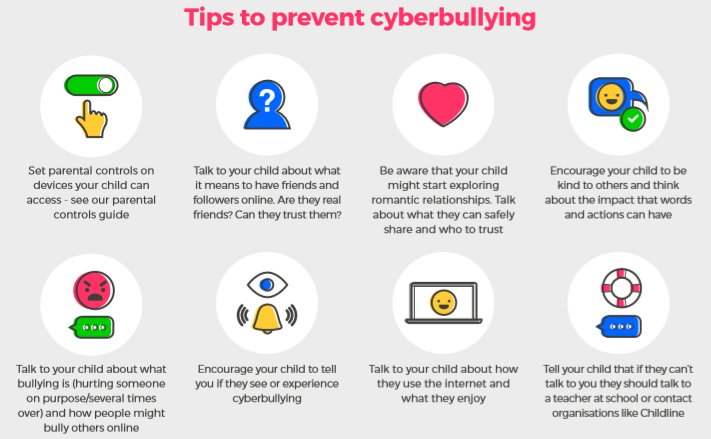 Tips to prevent cyberbullying
Set parental controls on
devices your child can
access - see our parental
controls guide
?
Talk to your child about what
it means to have friends and
followers online. Are they real
friends? Can they trust them?
Be aware that your child
might start exploring
romantic relationships. Talk
about what they can safely
share and who to trust
Encourage your child to be
kind to others and think
about the impact that words
and actions can have
Talk to your child about what
bullying is (hurting someone
on purpose/several times
over) and how people might
bully others online
Encourage your child to tell
you if they see or experience
cyberbullying
Talk to your child about how
they use the internet and
what they enjoy
Tell your child that if they can't
talk to you they should talk to
a teacher at school or contact
organisations like Childline